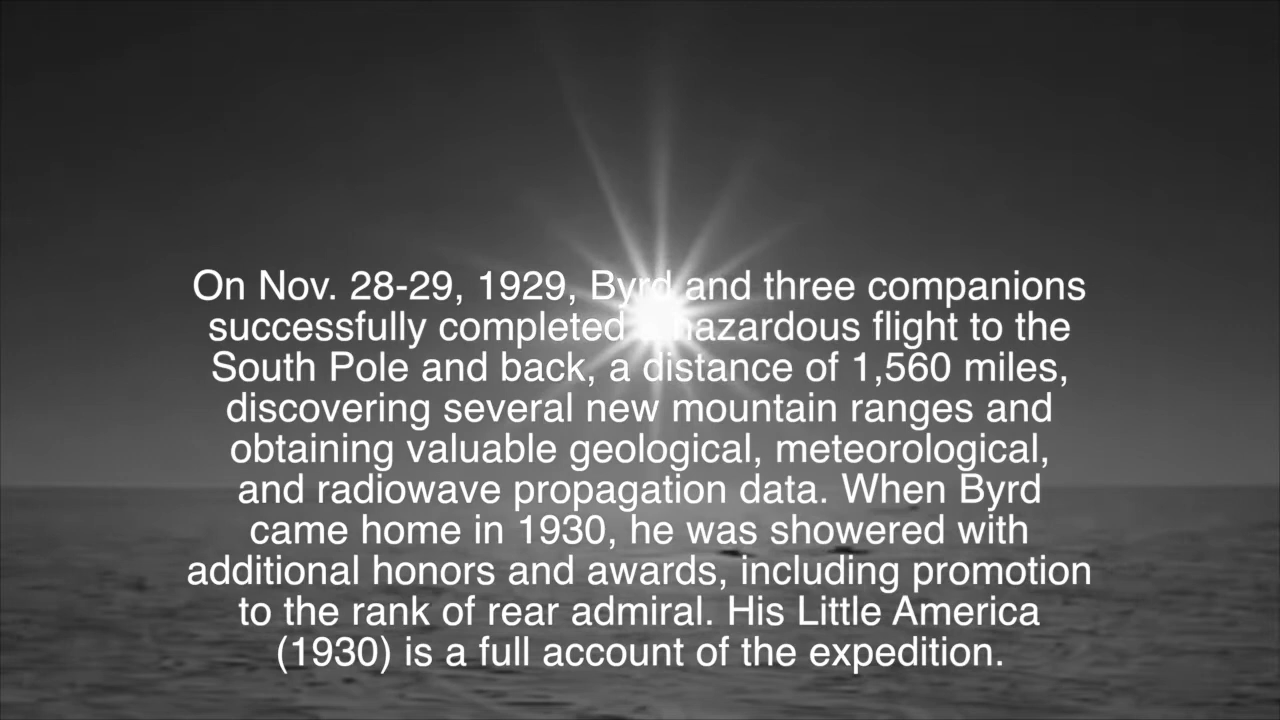 On Nov. 28-29, 1929, Byrd and three companions
successfully completed a hazardous flight to the
South Pole and back, a distance of 1,560 miles,
discovering several new mountain ranges and
obtaining valuable geological, meteorological,
and radiowave propagation data. When Byrd
came home in 1930, he was showered with
additional honors and awards, including promotion
to the rank of rear admiral. His Little America
(1930) is a full account of the expedition.